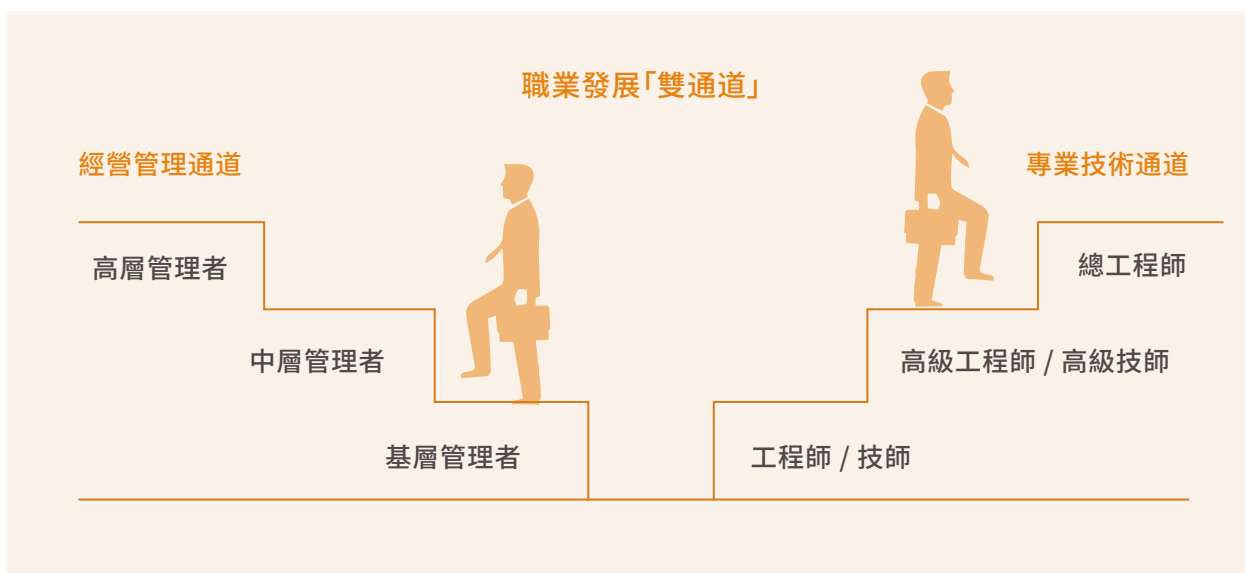 職業發展「雙通道」
經營管理通道
專業技術通道
高層管理者
總工程師
中層管理者
高級工程師 / 高級技師
基層管理者
工程師 / 技師